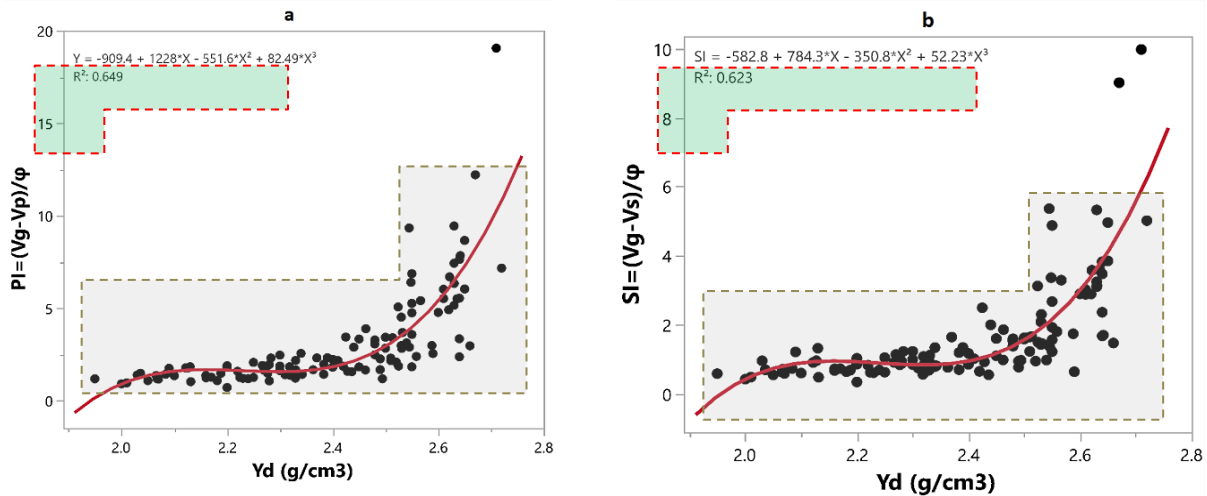 a
20
Y = -909.4 + 1228*X - 551.6*X² + 82.49*X³
R²: 0.649
15
10
5
0
PI=(Vg-Vp)/φ
2.0 2.2 2.4 2.6 2.8
Yd (g/cm3)
b
10
SI = -582.8 + 784.3*X - 350.8*X² + 52.23*X³
R²: 0.623
8
6
4
2
0
SI=(Vg-Vs)/φ
2.0 2.2 2.4 2.6 2.8
Yd (g/cm3)